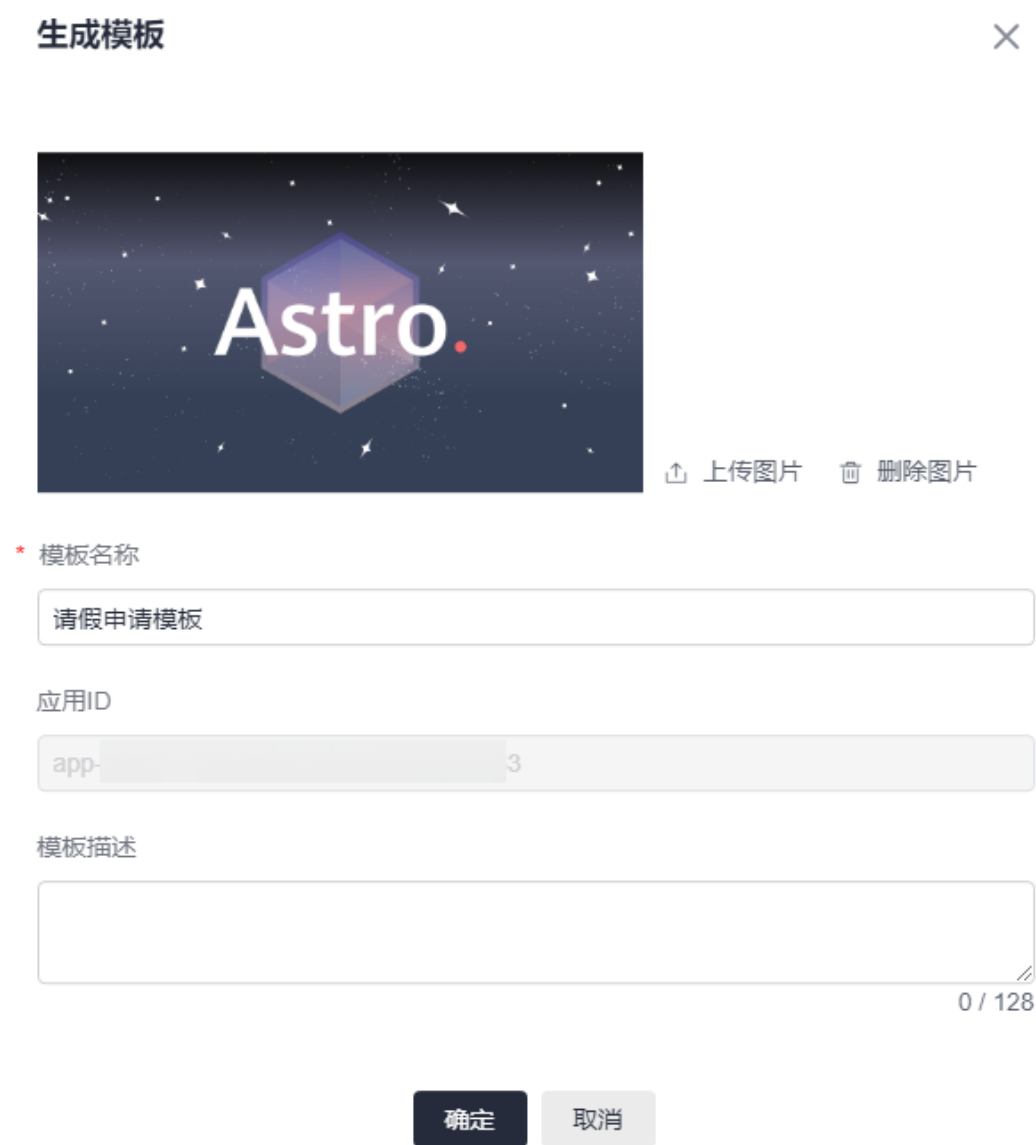 生成模板
Astro.
上传图片 删除图片
* 模板名称
请假申请模板
应用ID
app- 3
模板描述
0 / 128
确定 取消